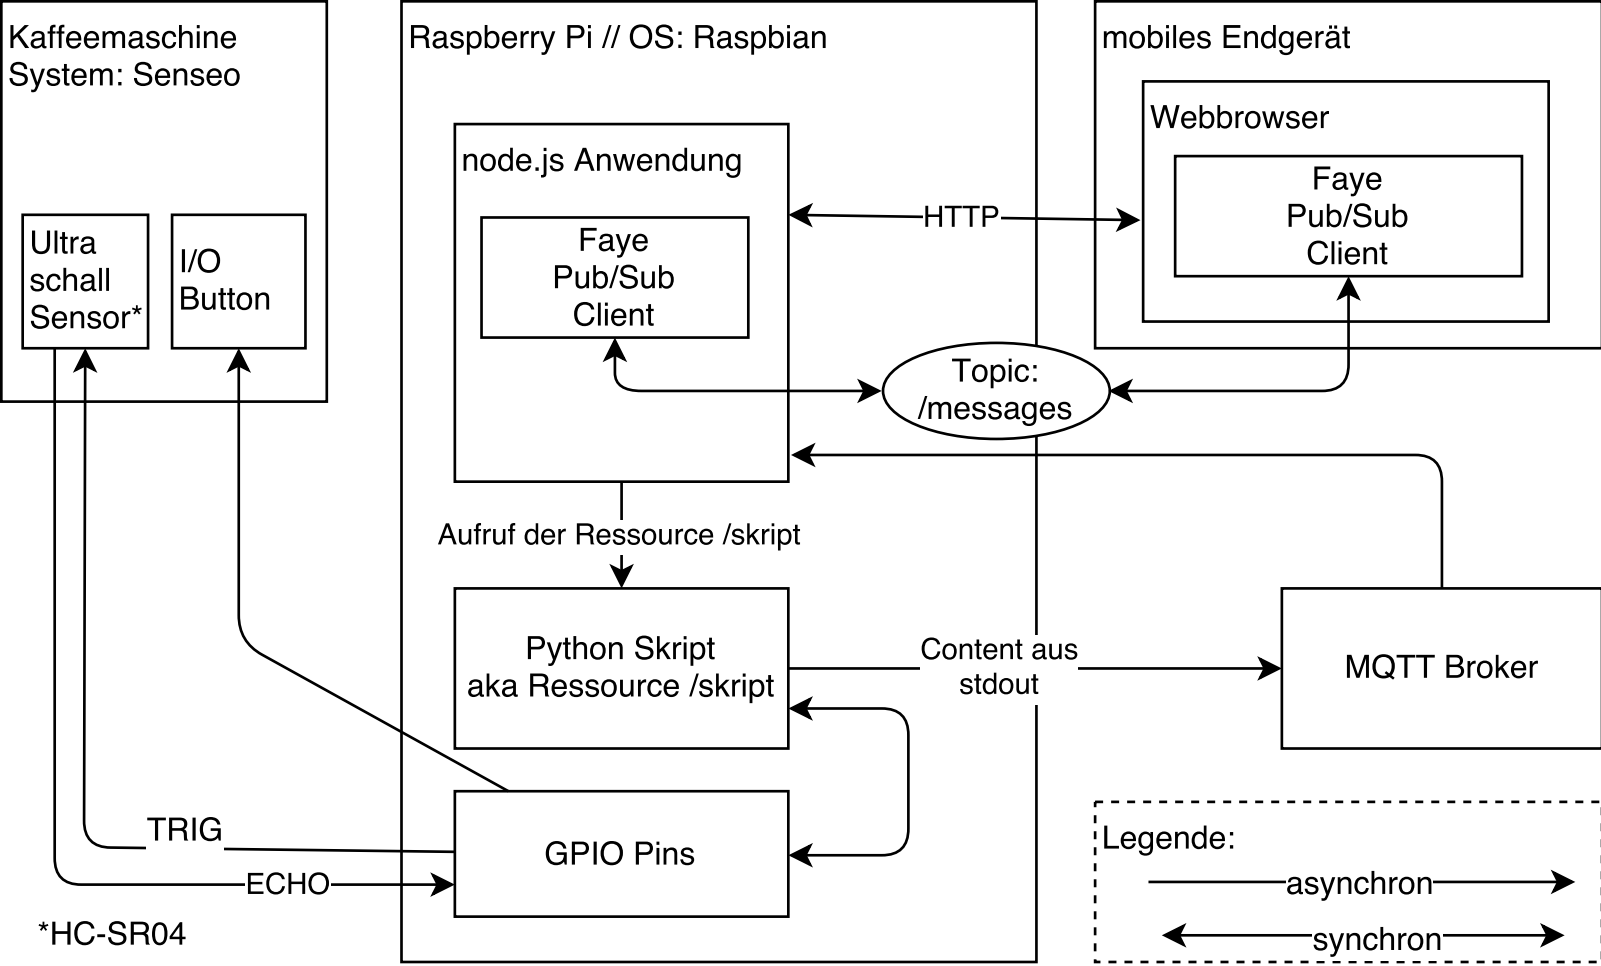 Kaffeemaschine
System: Senseo
Ultra
schall
Sensor*
I/O
Button
Raspberry Pi // OS: Raspbian
node.js Anwendung
Faye
Pub/Sub
Client
HTTP
mobiles Endgerät
Webbrowser
Faye
Pub/Sub
Client
Topic:
/messages
Aufruf der Ressource /skript
Python Skript
aka Ressource /skript
Content aus
stdout
MQTT Broker
GPIO Pins
TRIG
ECHO
*HC-SR04
Legende:
asynchron
synchron